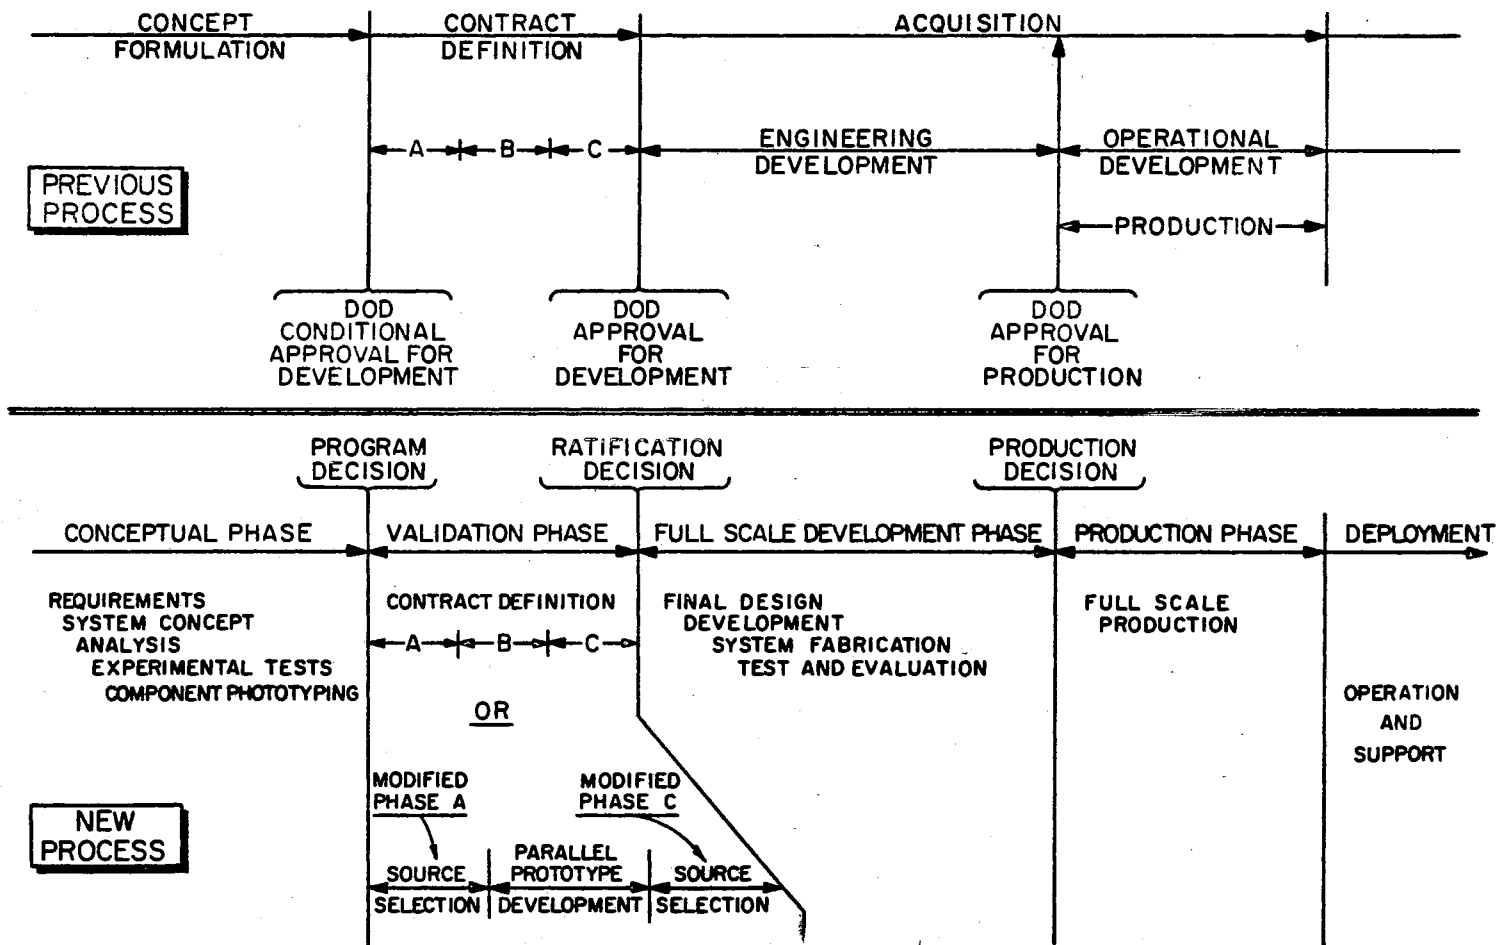 CONCEPT
FORMULATION
CONTRACT
DEFINITION
ACQUISITION
A
B
C
ENGINEERING
DEVELOPMENT
OPERATIONAL
DEVELOPMENT
PREVIOUS
PROCESS
PRODUCTION
DOD
CONDITIONAL
APPROVAL FOR
DEVELOPMENT
DOD
APPROVAL
FOR
DEVELOPMENT
DOD
APPROVAL
FOR
PRODUCTION
PROGRAM
DECISION
RATIFICATION
DECISION
PRODUCTION
DECISION
CONCEPTUAL PHASE
VALIDATION PHASE
FULL SCALE DEVELOPMENT PHASE
PRODUCTION PHASE
DEPLOYMENT
REQUIREMENTS
SYSTEM CONCEPT
ANALYSIS
EXPERIMENTAL TESTS
COMPONENT PHOTOTYPING
CONTRACT DEFINITION
A
B
C
OR
FINAL DESIGN
DEVELOPMENT
SYSTEM FABRICATION
TEST AND EVALUATION
FULL SCALE
PRODUCTION
OPERATION
AND
SUPPORT
MODIFIED
PHASE A
MODIFIED
PHASE C
NEW
PROCESS
SOURCE
SELECTION
PARALLEL
PROTOTYPE
DEVELOPMENT
SOURCE
SELECTION